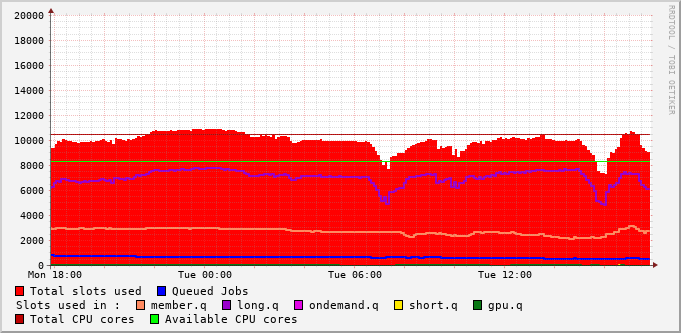 RRDTOOL / TOBI OETIKER
20000
18000
16000
14000
12000
10000
8000
6000
4000
2000
0
Mon 18:00 Tue 00:00 Tue 06:00 Tue 12:00
Total slots used Queued Jobs
Slots used in : member.q long.q ondemand.q short.q gpu.q
Total CPU cores Available CPU cores